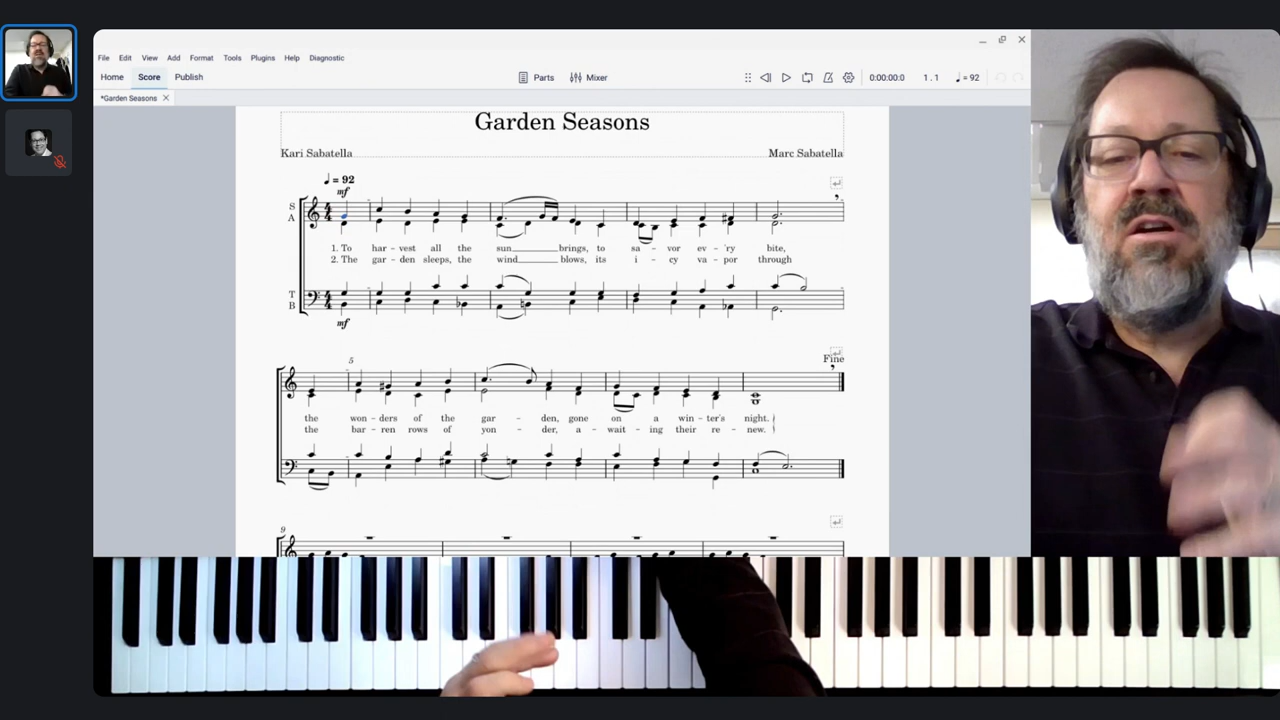 File Edit View Add Format Tools Plugins Help Diagnostic
Home Score Publish Parts Mixer 0:00:00:0 1 . 1 = 92
*Garden Seasons
Garden Seasons
Kari Sabatella Marc Sabatella
= 92
mf
S
A
1. To har – vest all the sun brings, to sa – vor ev – 'ry bite,
2. The gar – den sleeps, the wind blows, its i – cy va – por through
T
B
mf
5
Fine
the won – ders of the gar – den, gone on a win – ter's night.
the bar – ren rows of yon – der, a – wait – ing their re – new.
9